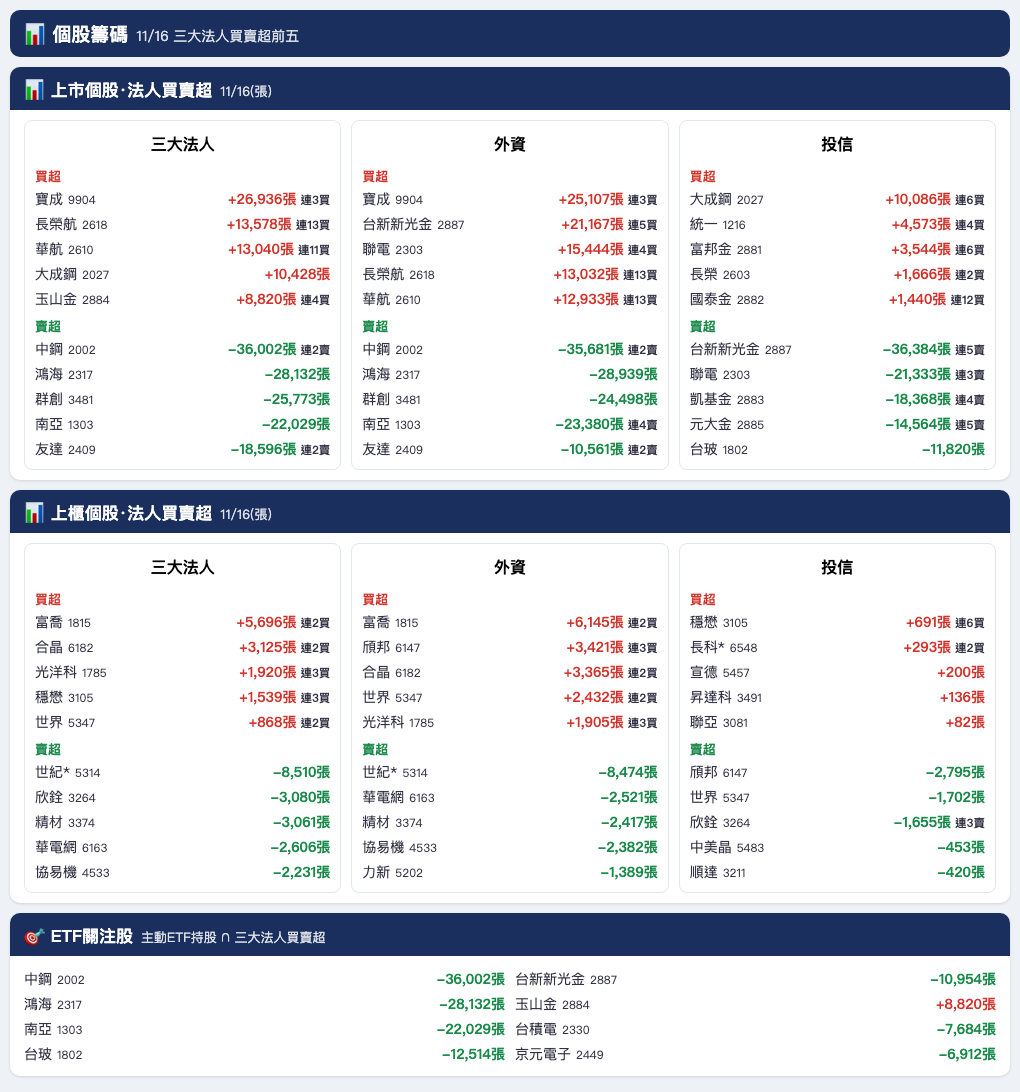 個股籌碼 11/16 三大法人買賣超前五
上市個股·法人買賣超 11/16(張)
三大法人
買超
寶成 9904 +26,936張 連3買
長榮航 2618 +13,578張 連13買
華航 2610 +13,040張 連11買
大成鋼 2027 +10,428張
玉山金 2884 +8,820張 連4買
賣超
中鋼 2002 −36,002張 連2賣
鴻海 2317 −28,132張
群創 3481 −25,773張
南亞 1303 −22,029張
友達 2409 −18,596張 連2賣
外資
買超
寶成 9904 +25,107張 連3買
台新新光金 2887 +21,167張 連5買
聯電 2303 +15,444張 連4買
長榮航 2618 +13,032張 連13買
華航 2610 +12,933張 連13買
賣超
中鋼 2002 −35,681張 連2賣
鴻海 2317 −28,939張
群創 3481 −24,498張
南亞 1303 −23,380張 連4賣
友達 2409 −10,561張 連2賣
投信
買超
大成鋼 2027 +10,086張 連6買
統一 1216 +4,573張 連4買
富邦金 2881 +3,544張 連6買
長榮 2603 +1,666張 連2買
國泰金 2882 +1,440張 連12買
賣超
台新新光金 2887 −36,384張 連5賣
聯電 2303 −21,333張 連3賣
凱基金 2883 −18,368張 連4賣
元大金 2885 −14,564張 連5賣
台玻 1802 −11,820張
上櫃個股·法人買賣超 11/16(張)
三大法人
買超
富喬 1815 +5,696張 連2買
合晶 6182 +3,125張 連2買
光洋科 1785 +1,920張 連3買
穩懋 3105 +1,539張 連3買
世界 5347 +868張 連2買
賣超
世紀* 5314 −8,510張
欣銓 3264 −3,080張
精材 3374 −3,061張
華電網 6163 −2,606張
協易機 4533 −2,231張
外資
買超
富喬 1815 +6,145張 連2買
頎邦 6147 +3,421張 連3買
合晶 6182 +3,365張 連2買
世界 5347 +2,432張 連2買
光洋科 1785 +1,905張 連3買
賣超
世紀* 5314 −8,474張
華電網 6163 −2,521張
精材 3374 −2,417張
協易機 4533 −2,382張
力新 5202 −1,389張
投信
買超
穩懋 3105 +691張 連6買
長科* 6548 +293張 連2買
宣德 5457 +200張
昇達科 3491 +136張
聯亞 3081 +82張
賣超
頎邦 6147 −2,795張
世界 5347 −1,702張
欣銓 3264 −1,655張 連3賣
中美晶 5483 −453張
順達 3211 −420張
ETF關注股 主動ETF持股 ∩ 三大法人買賣超
中鋼 2002 −36,002張 台新新光金 2887 −10,954張
鴻海 2317 −28,132張 玉山金 2884 +8,820張
南亞 1303 −22,029張 台積電 2330 −7,684張
台玻 1802 −12,514張 京元電子 2449 −6,912張